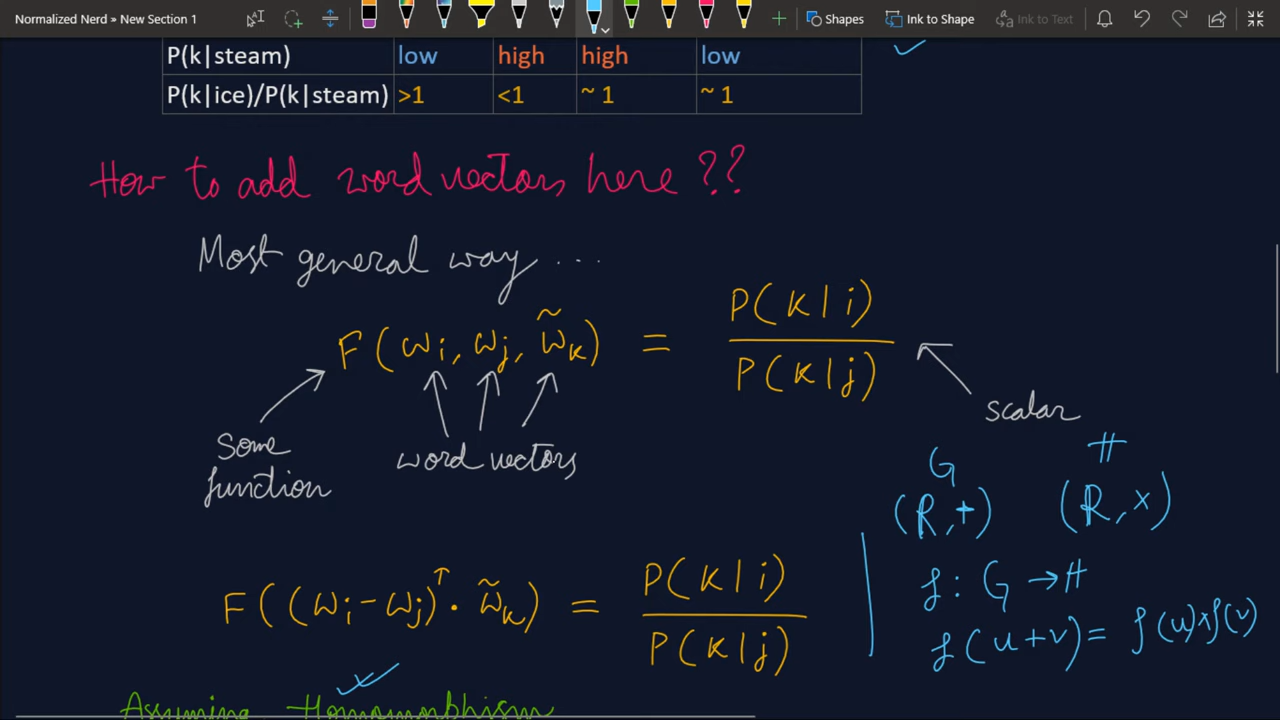 Normalized Nerd » New Section 1
Shapes
Ink to Shape
Ink to Text
P(k|steam) low high high low
P(k|ice)/P(k|steam) >1 <1 ~ 1 ~ 1
How to add word vectors here ??
Most general way ...
F(wi, wj, w̃k) = P(k|i) / P(k|j)
some function
word vectors
scalar
G H
(R,+) (R,×)
f: G → H
f(u+v) = f(u)×f(v)
F((wi-wj)ᵀ · w̃k) = P(k|i) / P(k|j)
Assuming Homomorphism